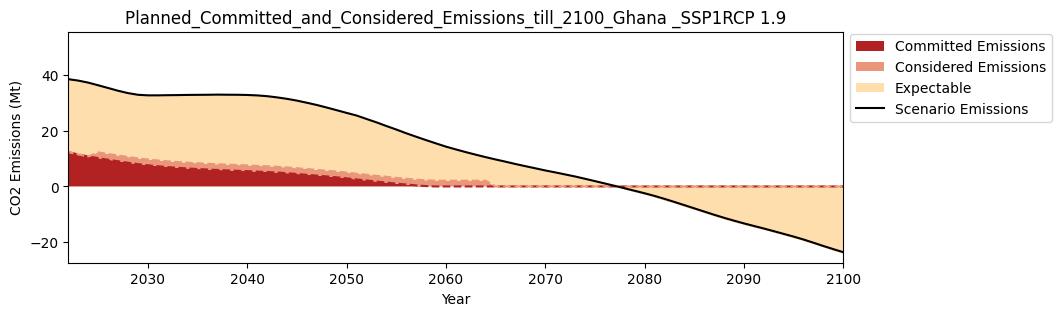 Planned_Committed_and_Considered_Emissions_till_2100_Ghana _SSP1RCP 1.9
CO2 Emissions (Mt)
40
20
0
−20
2030
2040
2050
2060
2070
2080
2090
2100
Year
Committed Emissions
Considered Emissions
Expectable
Scenario Emissions